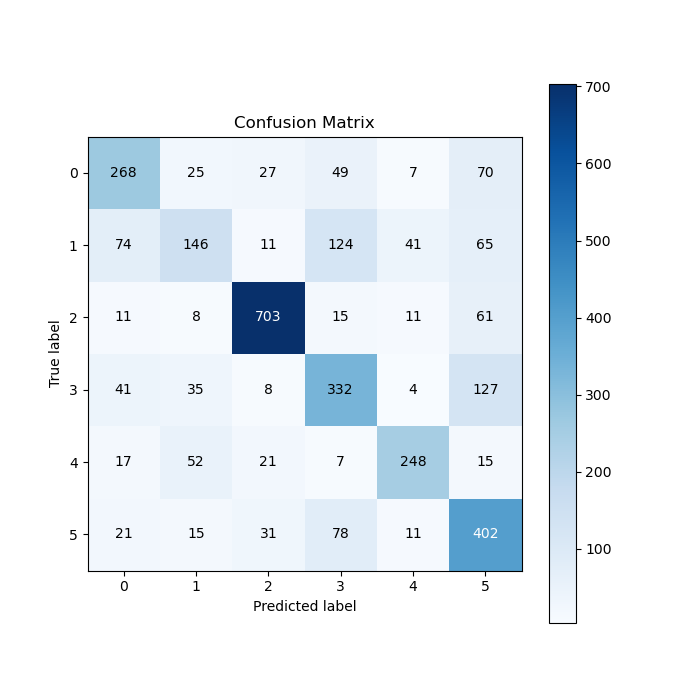 Confusion Matrix
0 268 25 27 49 7 70
1 74 146 11 124 41 65
2 11 8 703 15 11 61
3 41 35 8 332 4 127
4 17 52 21 7 248 15
5 21 15 31 78 11 402
0 1 2 3 4 5
Predicted label
True label
700
600
500
400
300
200
100